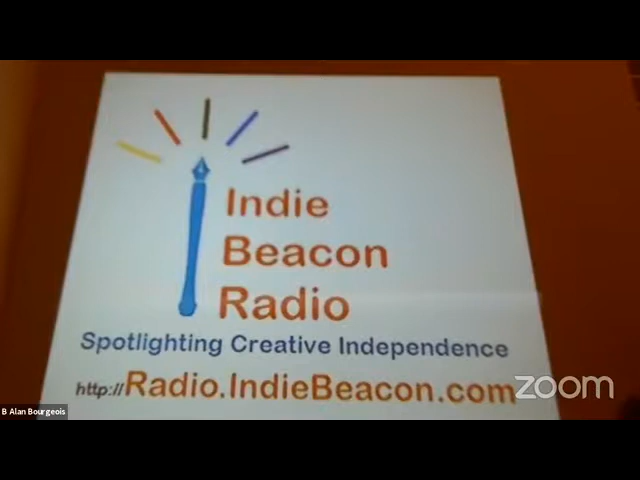 Indie
Beacon
Radio
Spotlighting Creative Independence
http://Radio.IndieBeacon.com
zoom
B Alan Bourgeois